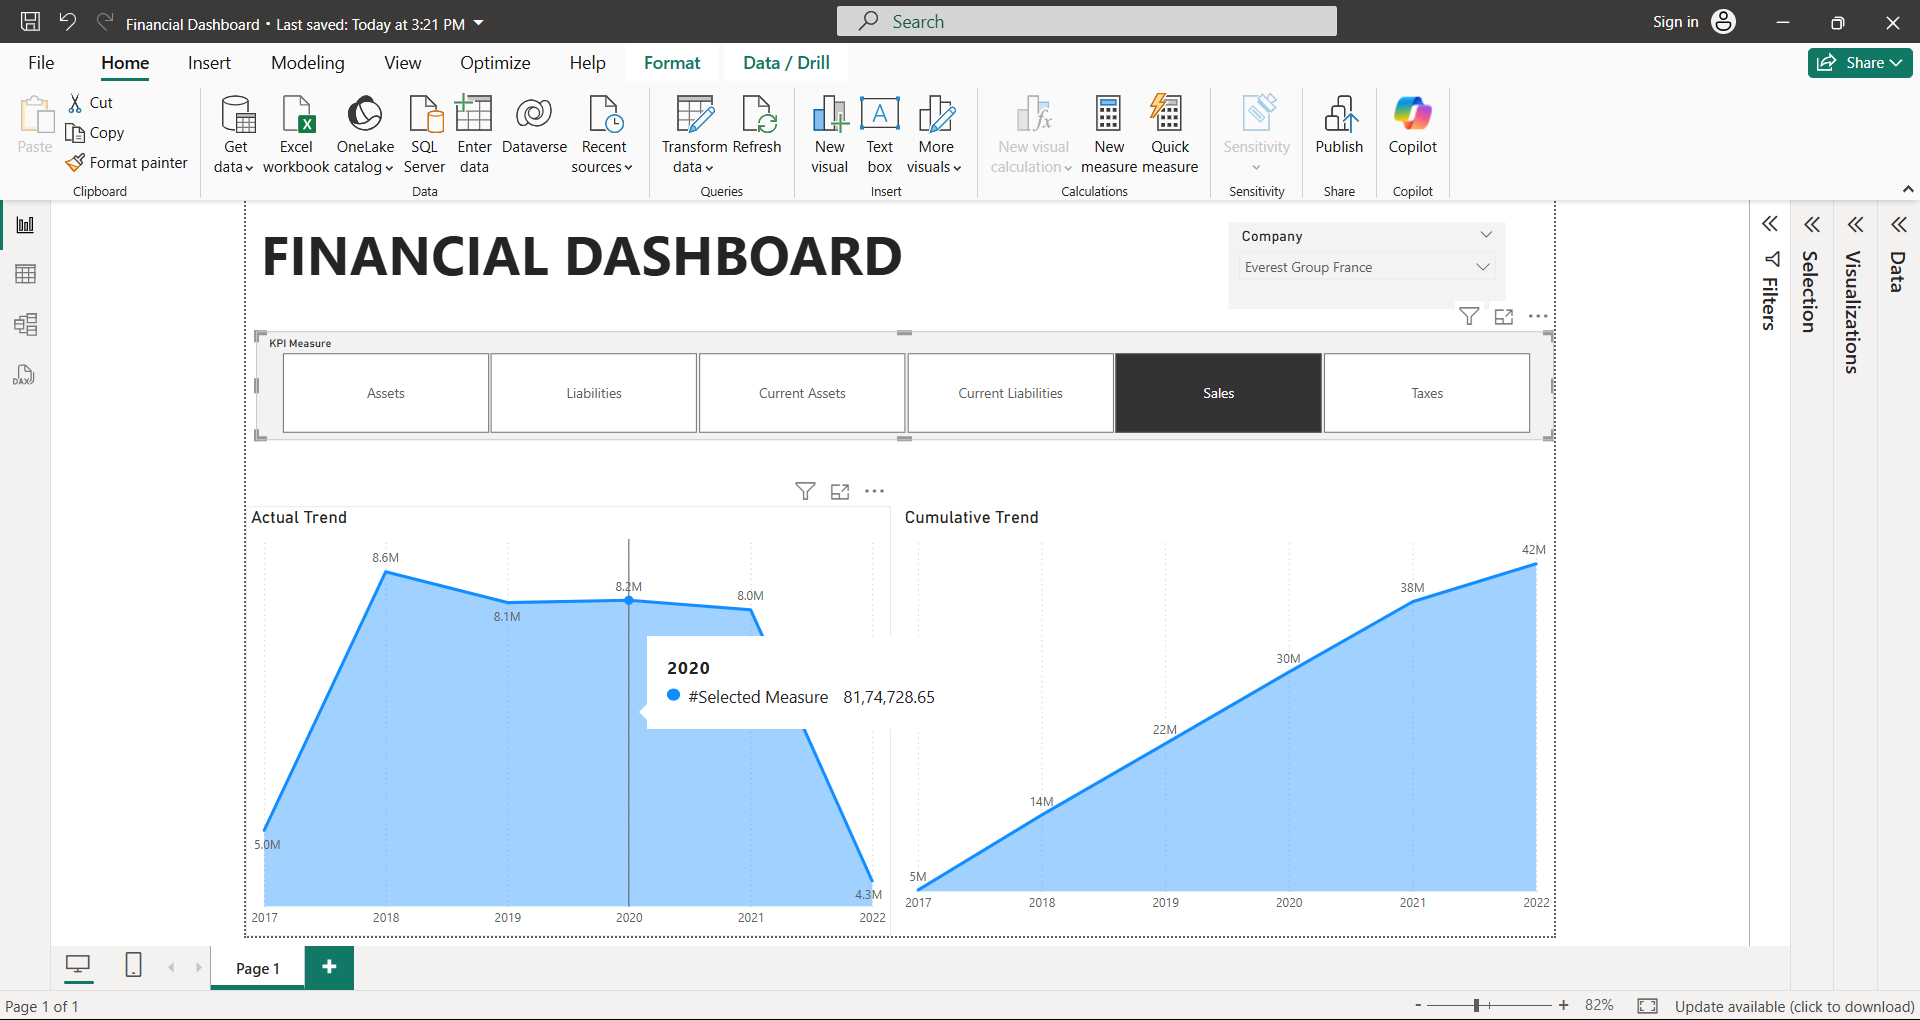 Financial Dashboard • Last saved: Today at 3:21 PM
Search
Sign in
File Home Insert Modeling View Optimize Help Format Data / Drill
Share
Paste
Cut
Copy
Format painter
Clipboard
Get data
Excel workbook
OneLake catalog
SQL Server
Enter data
Dataverse
Recent sources
Data
Transform data
Refresh
Queries
New visual
Text box
More visuals
Insert
New visual calculation
New measure
Quick measure
Calculations
Sensitivity
Sensitivity
Publish
Share
Copilot
Copilot
DAX
FINANCIAL DASHBOARD
Company
Everest Group France
Filters
Selection
Visualizations
Data
KPI Measure
Assets
Liabilities
Current Assets
Current Liabilities
Sales
Taxes
Actual Trend
8.6M
8.1M
8.2M
8.0M
5.0M
4.3M
2017 2018 2019 2020 2021 2022
2020
#Selected Measure 81,74,728.65
Cumulative Trend
42M
38M
30M
22M
14M
5M
2017 2018 2019 2020 2021 2022
Page 1
+
Page 1 of 1
- + 82%
Update available (click to download)